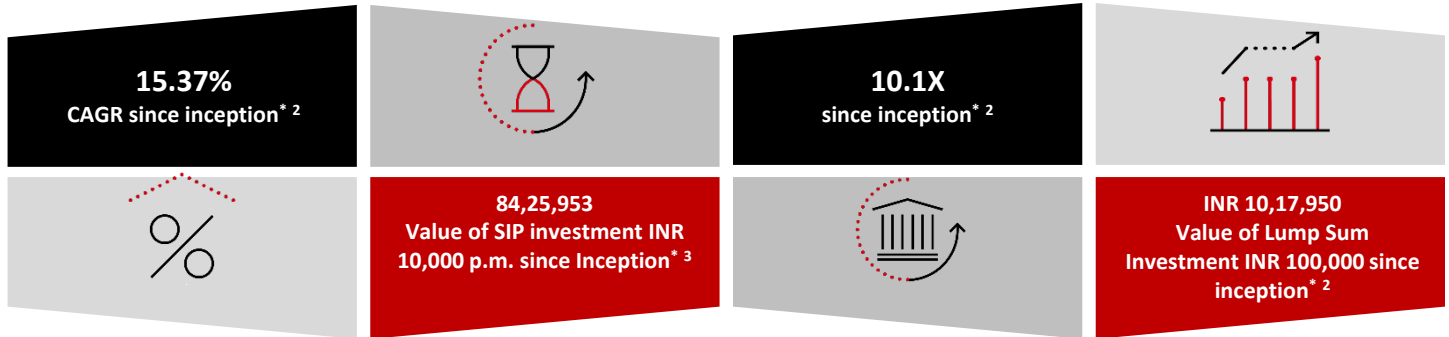 15.37%
CAGR since inception* 2
10.1X
since inception* 2
84,25,953
Value of SIP investment INR
10,000 p.m. since Inception* 3
INR 10,17,950
Value of Lump Sum
Investment INR 100,000 since
inception* 2